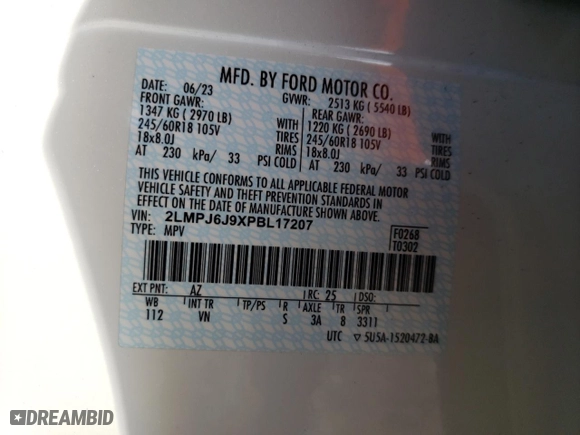 MFD. BY FORD MOTOR CO.
DATE: 06/23 GVWR: 2513 KG ( 5540 LB)
FRONT GAWR: REAR GAWR:
1347 KG ( 2970 LB) 1220 KG ( 2690 LB)
245/60R18 105V TIRES 245/60R18 105V TIRES
18x8.0J RIMS 18x8.0J RIMS
AT 230 kPa/ 33 PSI COLD AT 230 kPa/ 33 PSI COLD
THIS VEHICLE CONFORMS TO ALL APPLICABLE FEDERAL MOTOR
VEHICLE SAFETY AND THEFT PREVENTION STANDARDS IN
EFFECT ON THE DATE OF MANUFACTURE SHOWN ABOVE.
VIN: 2LMPJ6J9XPBL17207 F0268
TYPE: MPV T0302
EXT PNT: AZ RC: 25 DSO:
WB INT TR TP/PS R AXLE TR SPR
112 VN S 3A 8 3311
UTC ▽ 5U5A-1520472-BA
DREAMBID